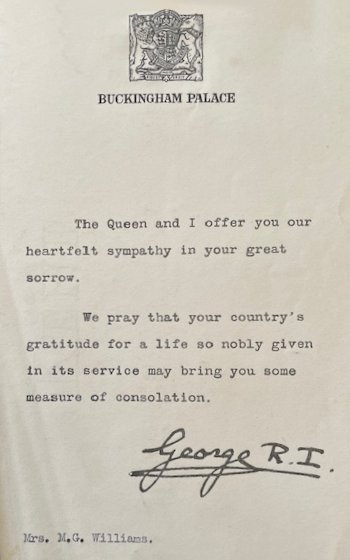 BUCKINGHAM PALACE
The Queen and I offer you our
heartfelt sympathy in your great
sorrow.
We pray that your country's
gratitude for a life so nobly given
in its service may bring you some
measure of consolation.
George R.I.
Mrs. M.G. Williams.